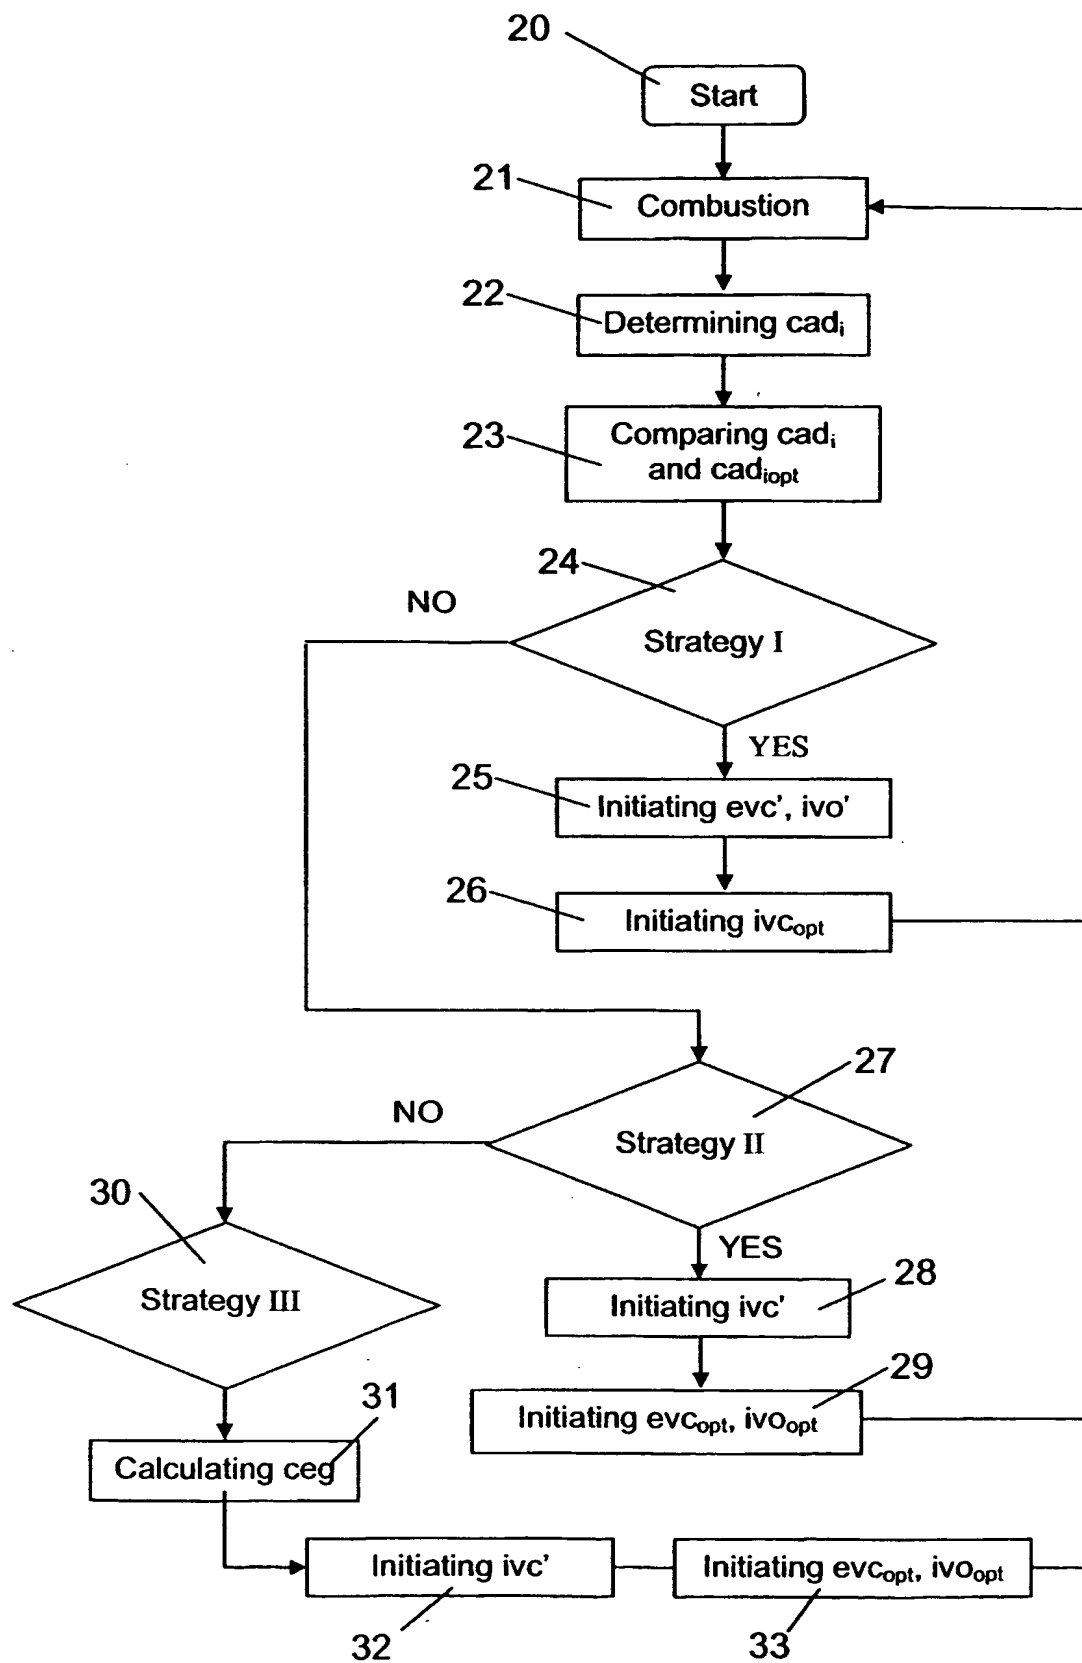 20
Start
21
Combustion
22
Determining cadi
23
Comparing cadi
and cadiopt
24
NO
Strategy I
YES
25
Initiating evc', ivo'
26
Initiating ivcopt
27
NO
Strategy II
30
YES
28
Strategy III
Initiating ivc'
29
31
Initiating evcopt, ivoopt
Calculating ceg
Initiating ivc'
Initiating evcopt, ivoopt
32
33